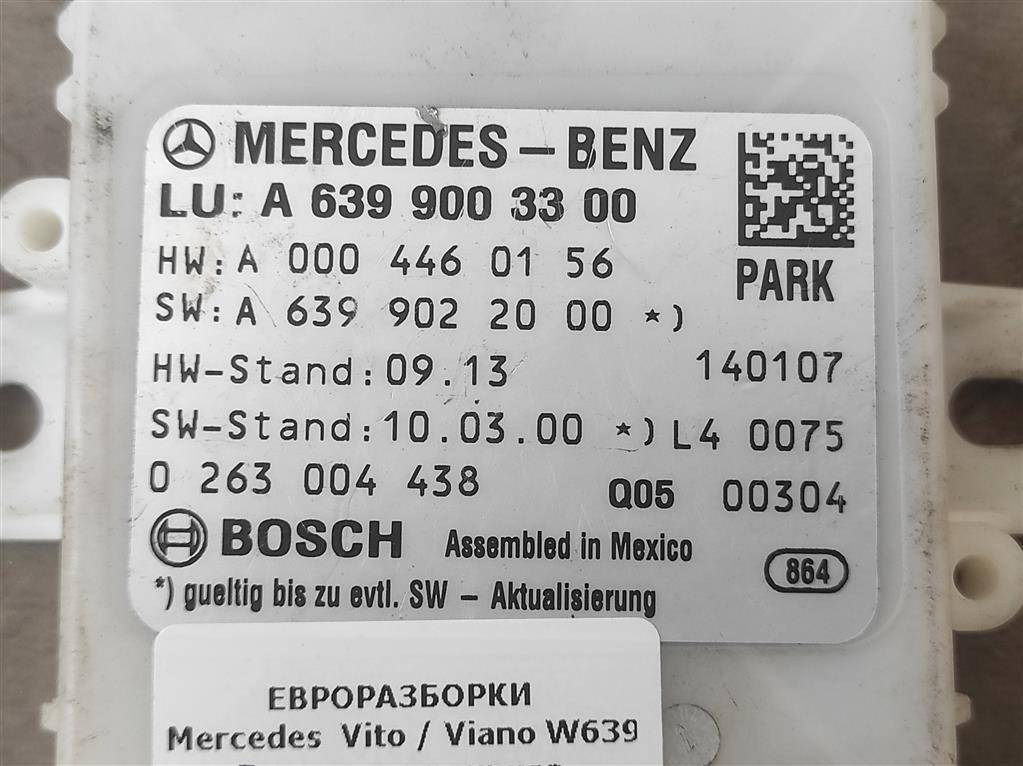 MERCEDES-BENZ
LU: A 639 900 33 00
HW: A 000 446 01 56
PARK
SW: A 639 902 20 00 *)
HW-Stand: 09.13 140107
SW-Stand: 10.03.00 *) L4 0075
0 263 004 438 Q05 00304
BOSCH Assembled in Mexico 864
*) gueltig bis zu evtl. SW - Aktualisierung
ЕВРОРАЗБОРКИ
Mercedes Vito / Viano W639